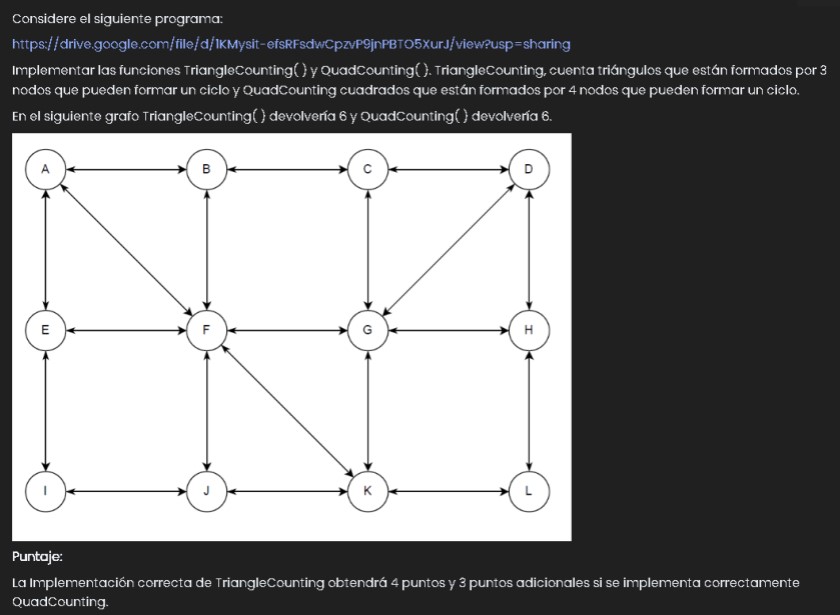 Considere el siguiente programa:
https://drive.google.com/file/d/1KMysit-efsRFsdwCpzvP9jnPBTO5XurJ/view?usp=sharing
Implementar las funciones TriangleCounting( ) y QuadCounting( ). TriangleCounting, cuenta triángulos que están formados por 3
nodos que pueden formar un ciclo y QuadCounting cuadrados que están formados por 4 nodos que pueden formar un ciclo.
En el siguiente grafo TriangleCounting( ) devolvería 6 y QuadCounting( ) devolvería 6.
A B C D
E F G H
I J K L
Puntaje:
La Implementación correcta de TriangleCounting obtendrá 4 puntos y 3 puntos adicionales si se implementa correctamente
QuadCounting.